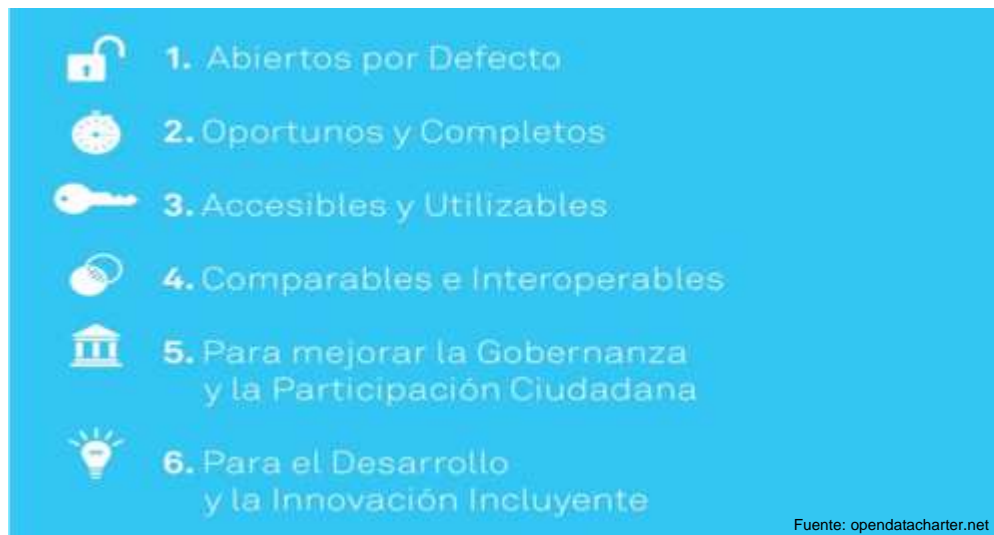 1. Abiertos por Defecto
2. Oportunos y Completos
3. Accesibles y Utilizables
4. Comparables e Interoperables
5. Para mejorar la Gobernanza
y la Participación Ciudadana
6. Para el Desarrollo
y la Innovación Incluyente
Fuente: opendatacharter.net